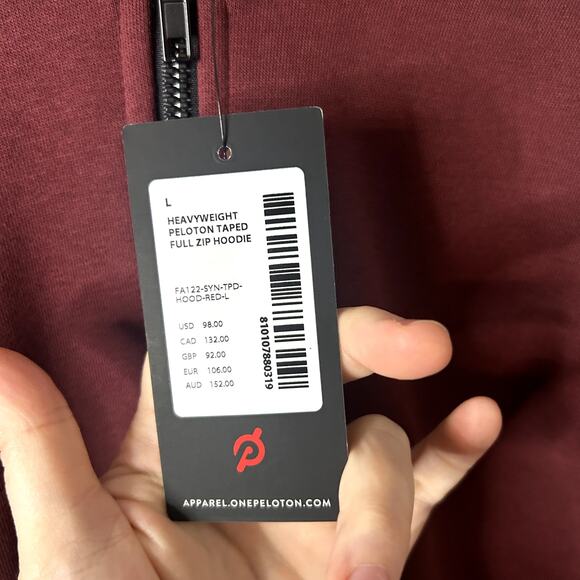 L
HEAVYWEIGHT
PELOTON TAPED
FULL ZIP HOODIE
FA122-SYN-TPD-
HOOD-RED-L
USD 98.00
CAD 132.00
GBP 92.00
EUR 106.00
AUD 152.00
810107880319
APPAREL.ONEPELOTON.COM